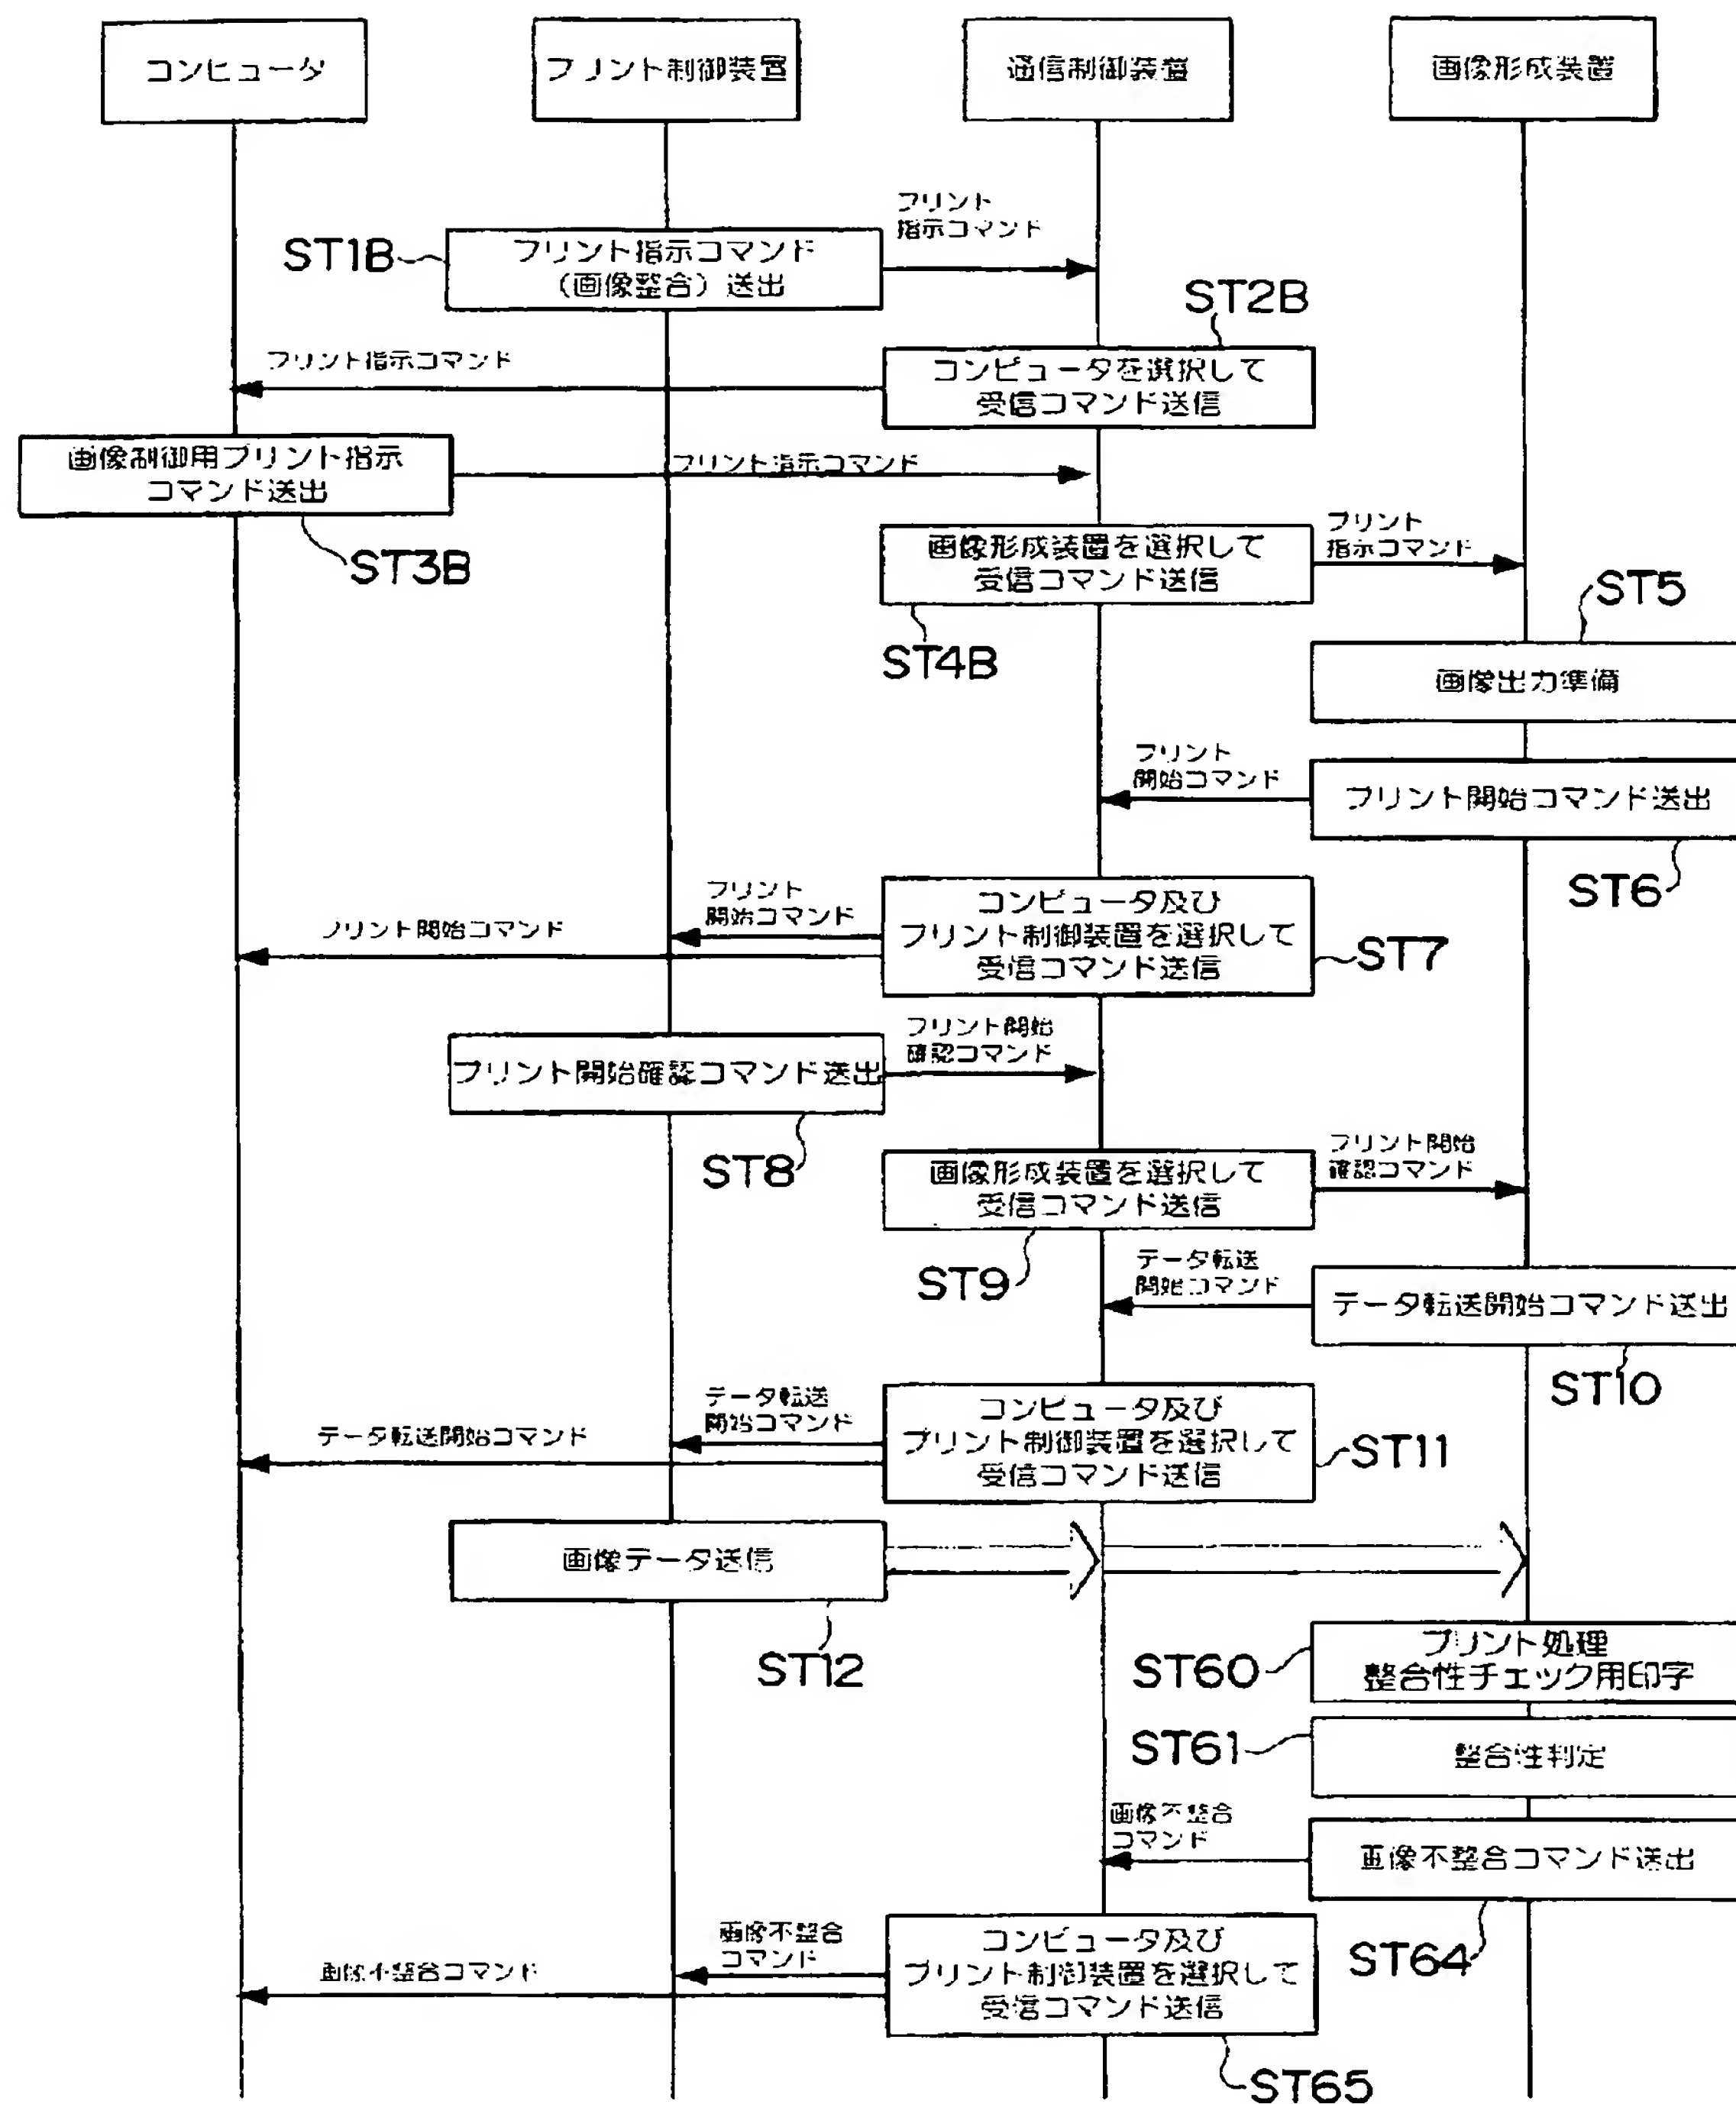 コンピュータ
プリント制御装置
通信制御装置
画像形成装置
プリント
指示コマンド
ST1B
プリント指示コマンド
（画像整合）送出
ST2B
プリント指示コマンド
コンピュータを選択して
受信コマンド送信
画像制御用プリント指示
コマンド送出
プリント指示コマンド
ST3B
画像形成装置を選択して
受信コマンド送信
プリント
指示コマンド
ST4B
ST5
画像出力準備
プリント
開始コマンド
プリント開始コマンド送出
ST6
プリント
開始コマンド
プリント開始コマンド
コンピュータ及び
プリント制御装置を選択して
受信コマンド送信
ST7
プリント開始確認コマンド送出
プリント開始
確認コマンド
ST8
画像形成装置を選択して
受信コマンド送信
プリント開始
確認コマンド
ST9
データ転送
開始コマンド
データ転送開始コマンド送出
ST10
データ転送
開始コマンド
データ転送開始コマンド
コンピュータ及び
プリント制御装置を選択して
受信コマンド送信
ST11
画像データ送信
ST12
ST60
プリント処理
整合性チェック用印字
ST61
整合性判定
画像不整合
コマンド
画像不整合コマンド送出
ST64
画像不整合
コマンド
画像不整合コマンド
コンピュータ及び
プリント制御装置を選択して
受信コマンド送信
ST65